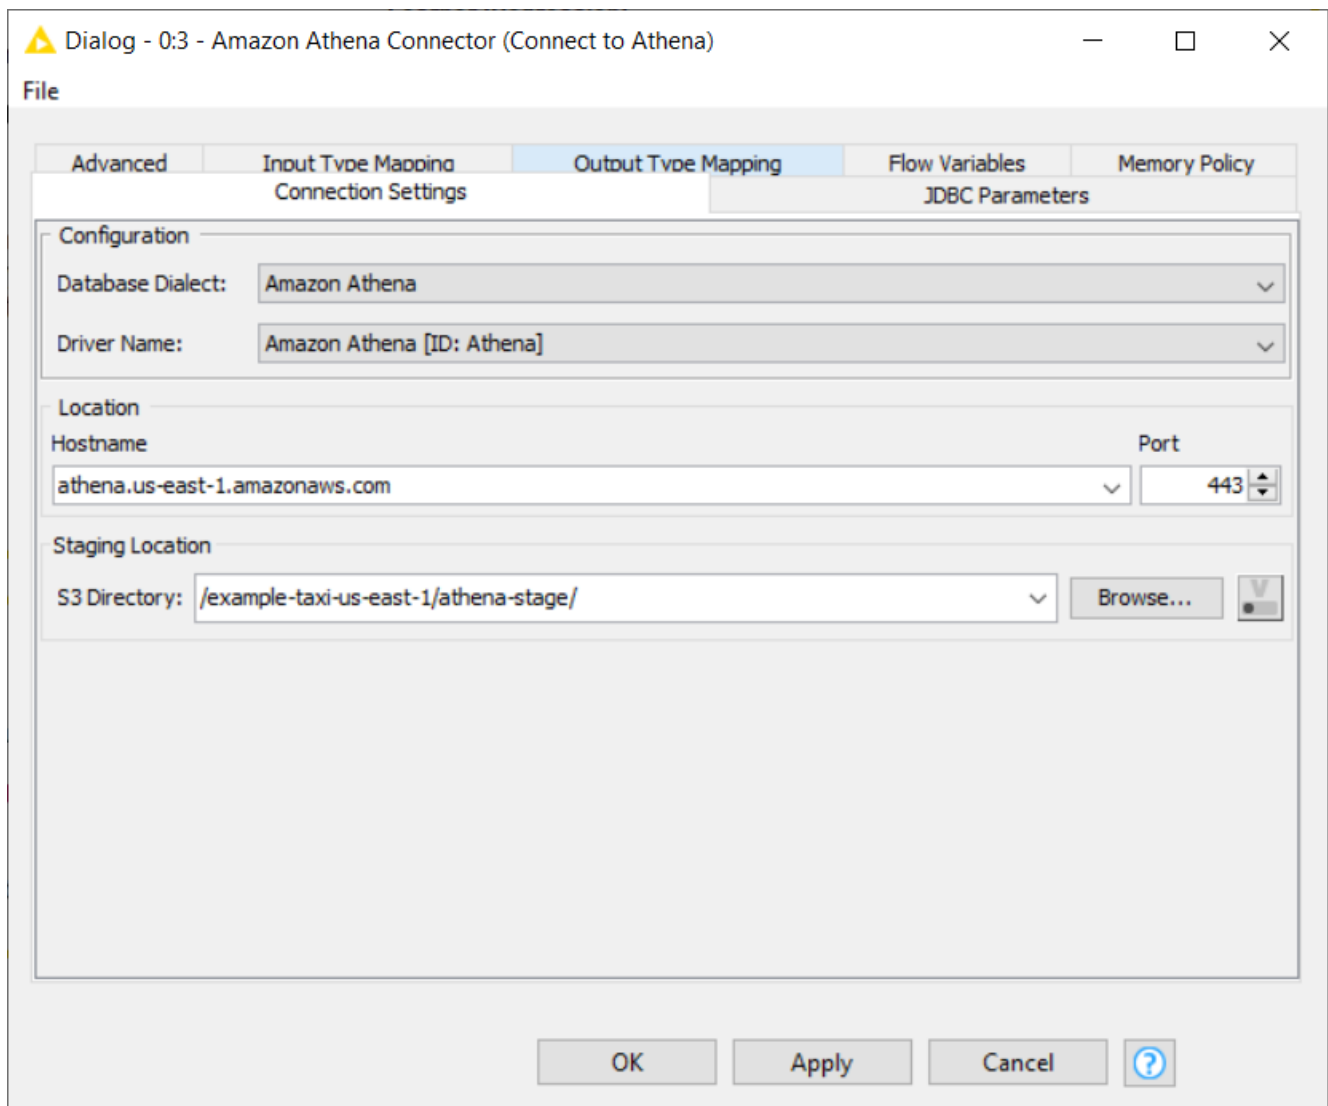 Dialog - 0:3 - Amazon Athena Connector (Connect to Athena)
File
Advanced Input Type Mapping Output Type Mapping Flow Variables Memory Policy
Connection Settings JDBC Parameters
Configuration
Database Dialect: Amazon Athena
Driver Name: Amazon Athena [ID: Athena]
Location
Hostname Port
athena.us-east-1.amazonaws.com 443
Staging Location
S3 Directory: /example-taxi-us-east-1/athena-stage/ Browse... V
OK Apply Cancel ?